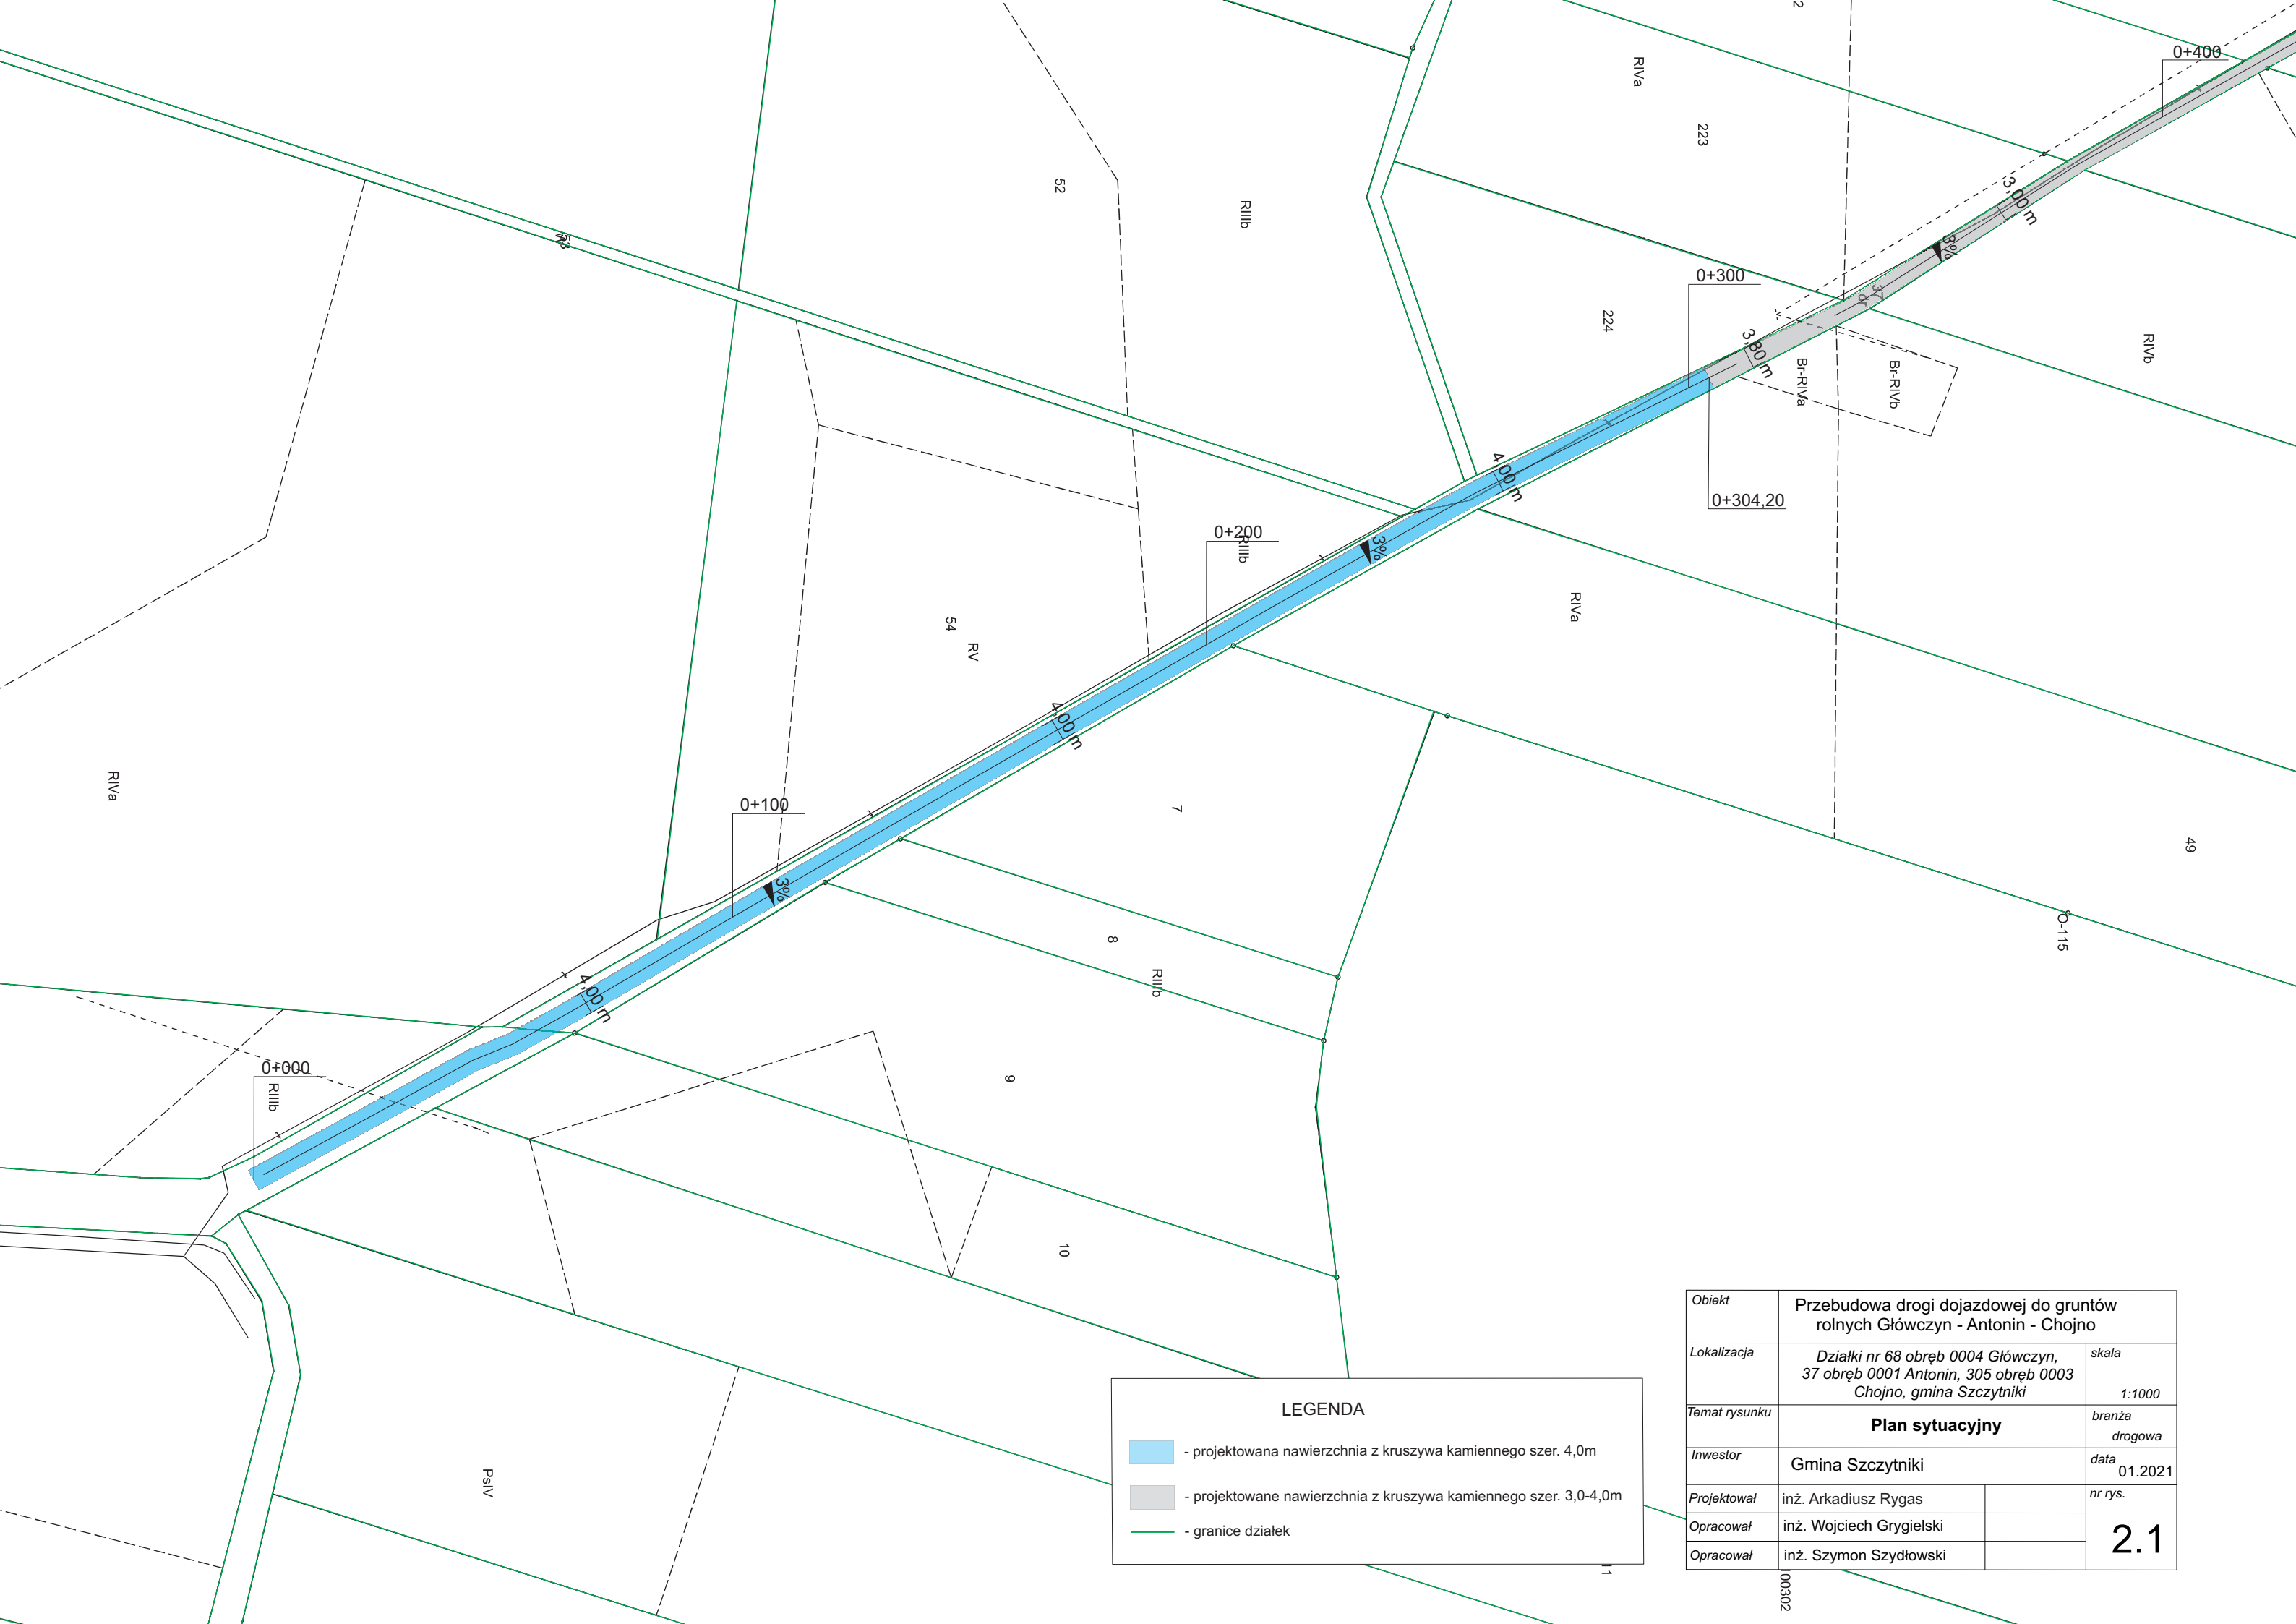 2
0+400
RIVa
223
3,00 m
52
RIIIb
3%
0+300
37
dr
224
3,80 m
RIVb
Br-RIVa
Br-RIVb
4,00 m
0+304,20
0+200
RIIIb
3%
RIVa
54
RV
4,00 m
RIVa
0+100
7
49
3%
8
O-115
RIIIb
4,00 m
0+000
RIIIb
9
10
PsIV
LEGENDA
- projektowana nawierzchnia z kruszywa kamiennego szer. 4,0m
- projektowane nawierzchnia z kruszywa kamiennego szer. 3,0-4,0m
- granice działek
11
Obiekt
Przebudowa drogi dojazdowej do gruntów
rolnych Główczyn - Antonin - Chojno
Lokalizacja
Działki nr 68 obręb 0004 Główczyn,
37 obręb 0001 Antonin, 305 obręb 0003
Chojno, gmina Szczytniki
skala
1:1000
Temat rysunku
Plan sytuacyjny
branża
drogowa
Inwestor
Gmina Szczytniki
data
01.2021
Projektował
inż. Arkadiusz Rygas
nr rys.
2.1
Opracował
inż. Wojciech Grygielski
Opracował
inż. Szymon Szydłowski
00302